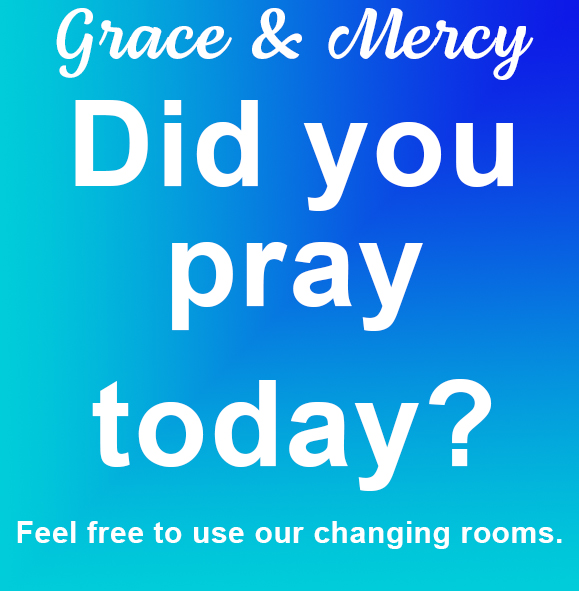 Grace & Mercy
Did you
pray
today?
Feel free to use our changing rooms.